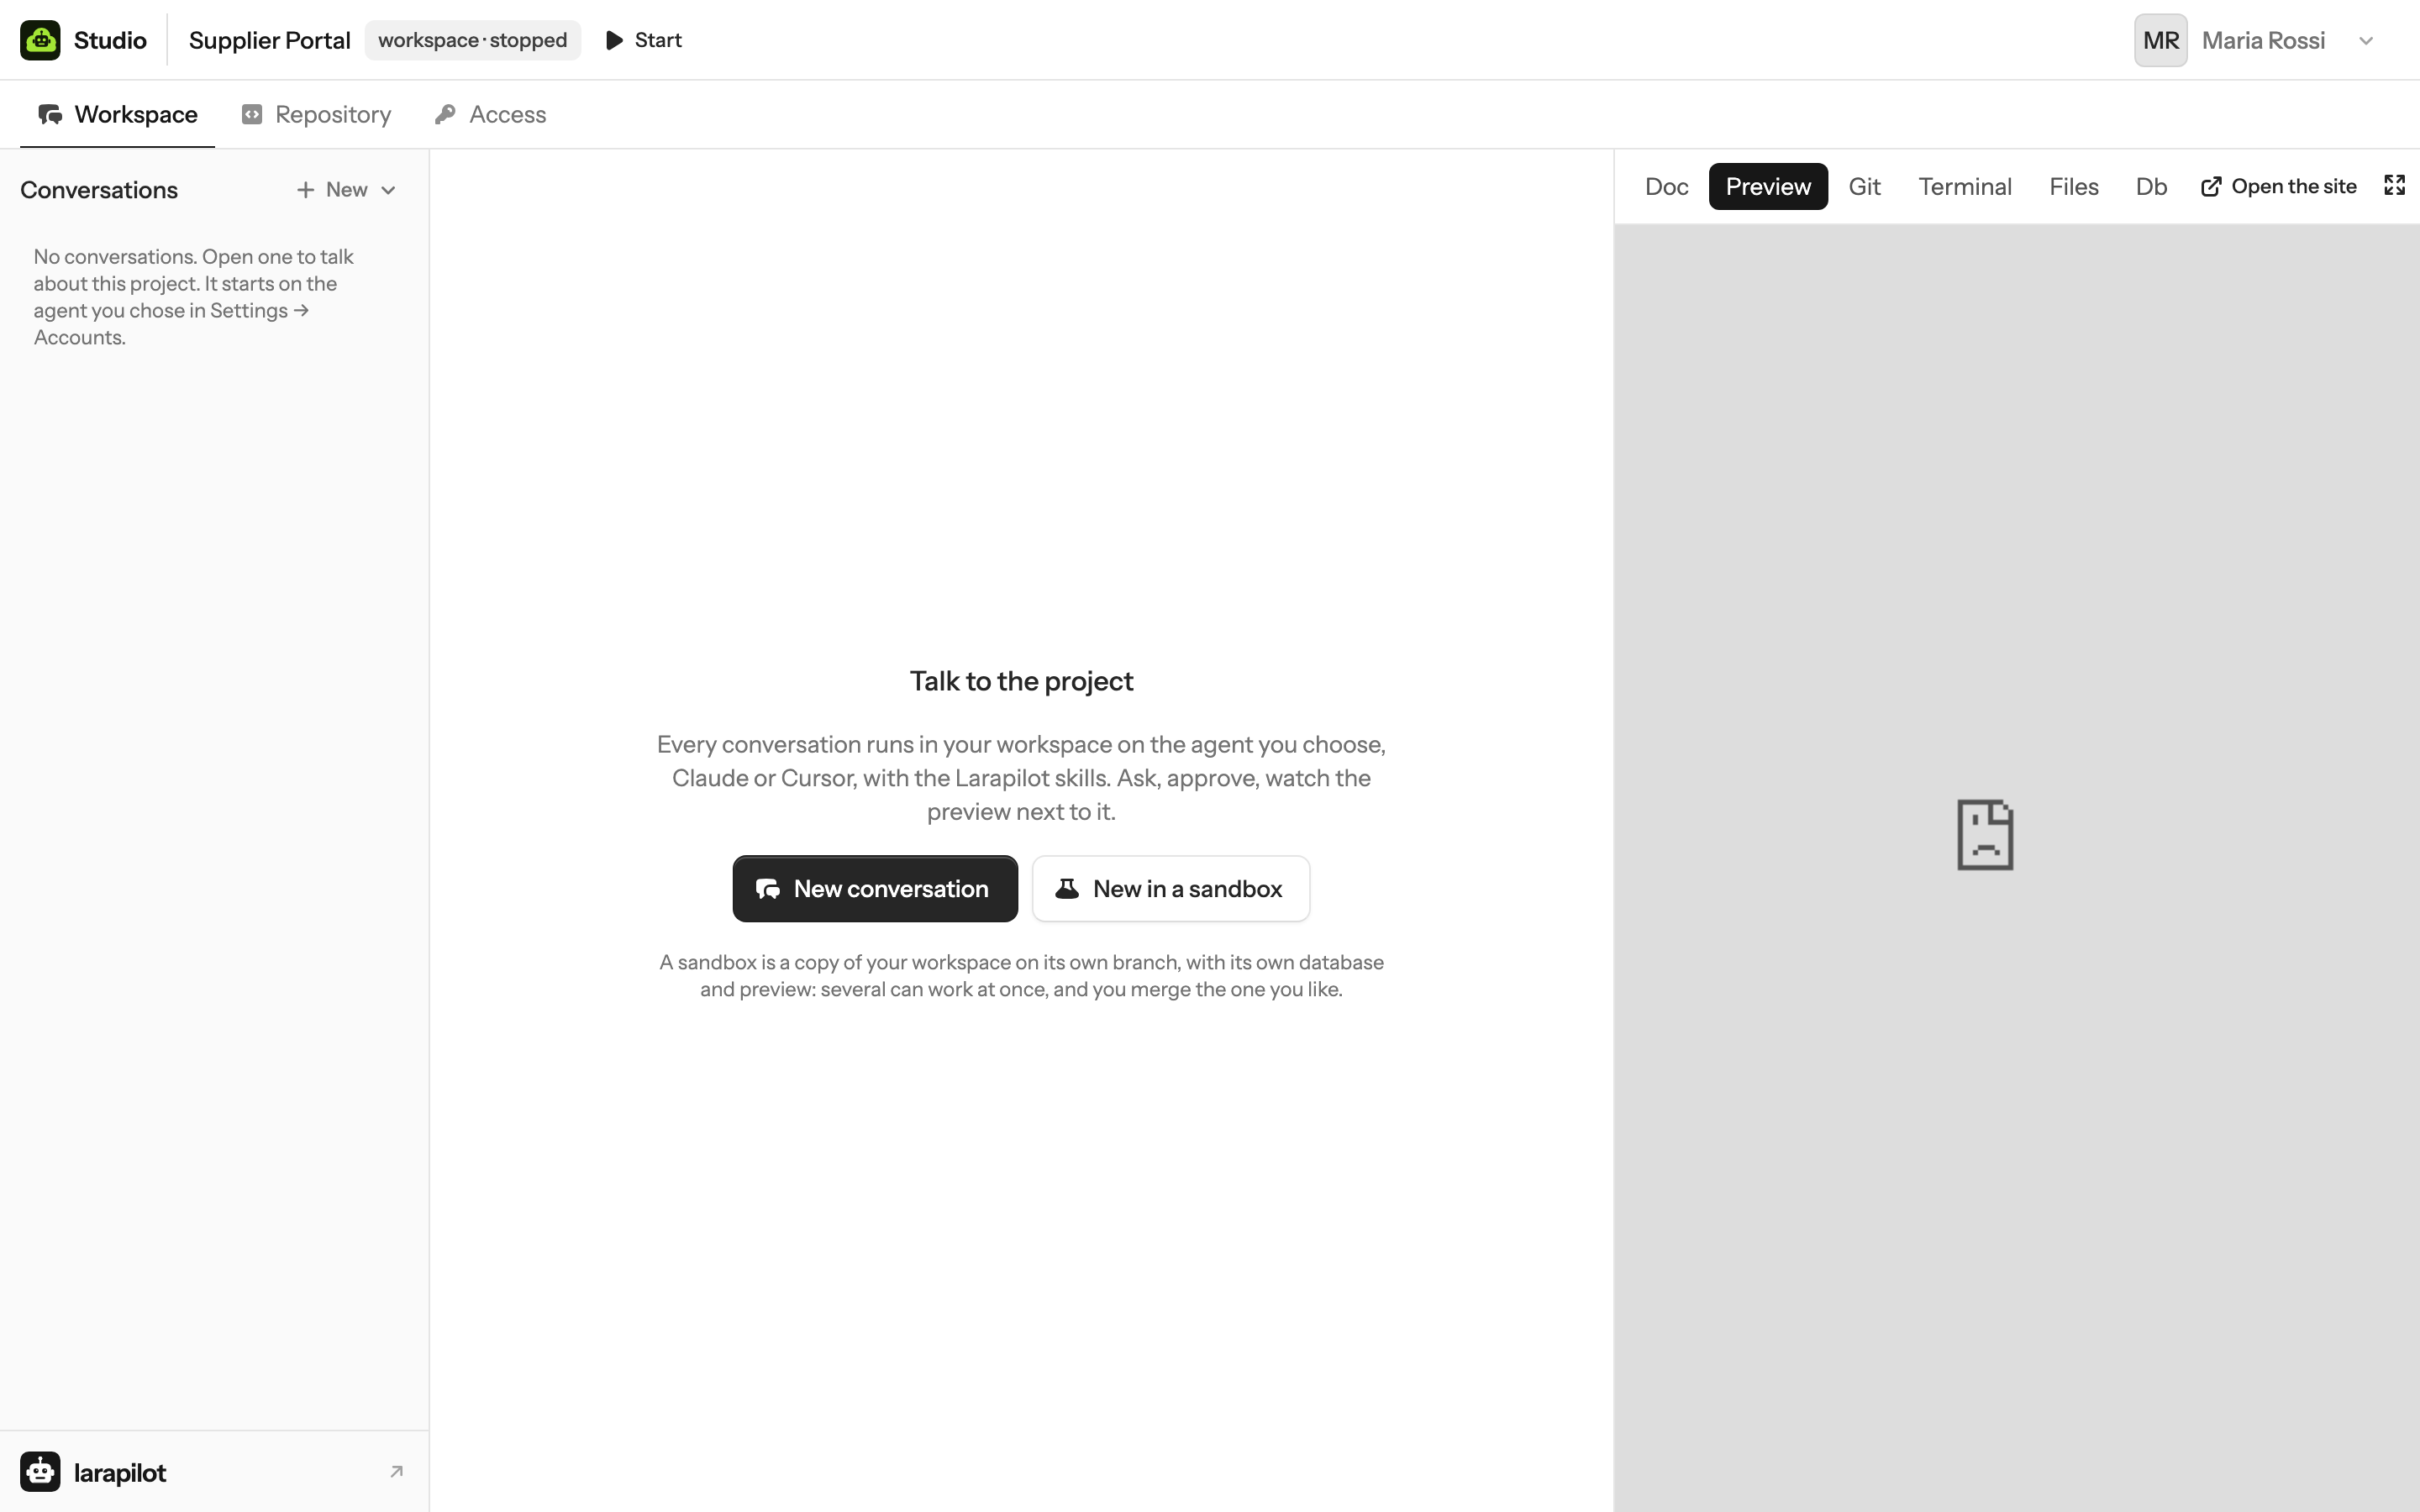 Studio
Supplier Portal
workspace · stopped
Start
MR
Maria Rossi
Workspace
Repository
Access
Conversations
New
No conversations. Open one to talk
about this project. It starts on the
agent you chose in Settings →
Accounts.
Talk to the project
Every conversation runs in your workspace on the agent you choose,
Claude or Cursor, with the Larapilot skills. Ask, approve, watch the
preview next to it.
New conversation
New in a sandbox
A sandbox is a copy of your workspace on its own branch, with its own database
and preview: several can work at once, and you merge the one you like.
Doc
Preview
Git
Terminal
Files
Db
Open the site
larapilot